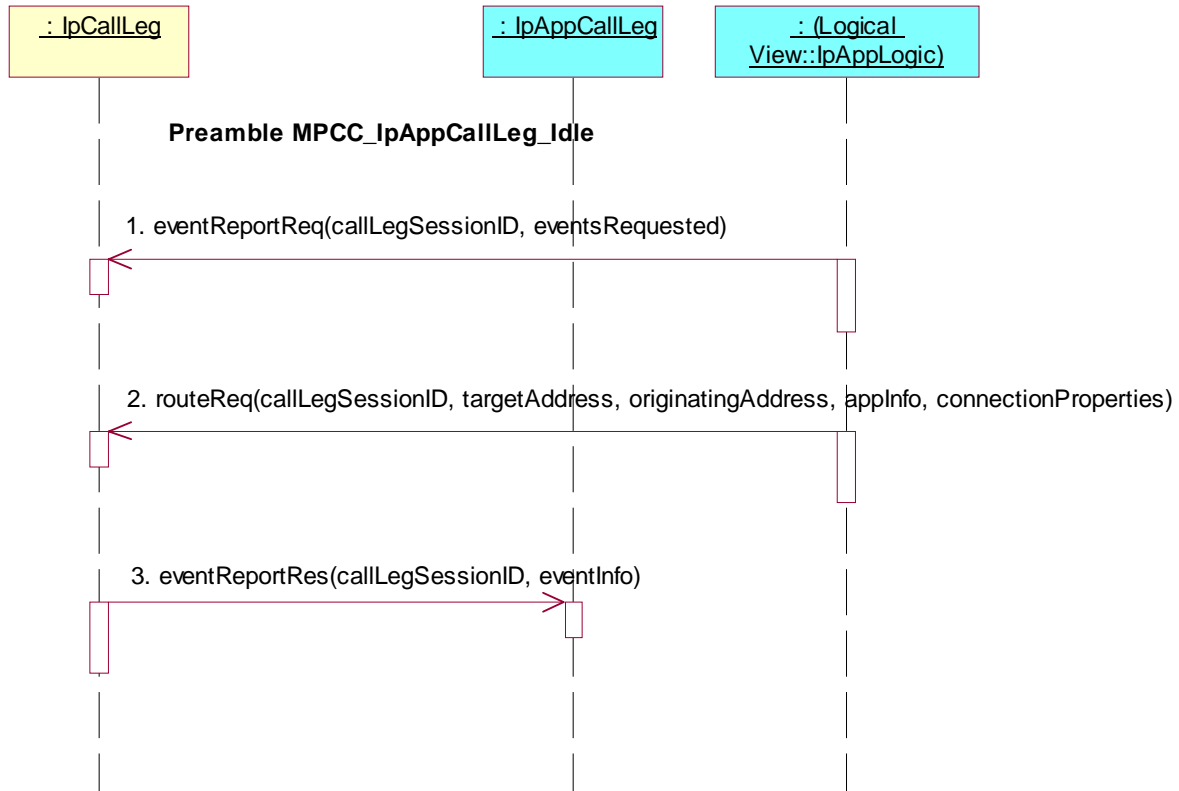 : IpCallLeg
: IpAppCallLeg
: (Logical
View::IpAppLogic)
Preamble MPCC_IpAppCallLeg_Idle
1. eventReportReq(callLegSessionID, eventsRequested)
2. routeReq(callLegSessionID, targetAddress, originatingAddress, appInfo, connectionProperties)
3. eventReportRes(callLegSessionID, eventInfo)